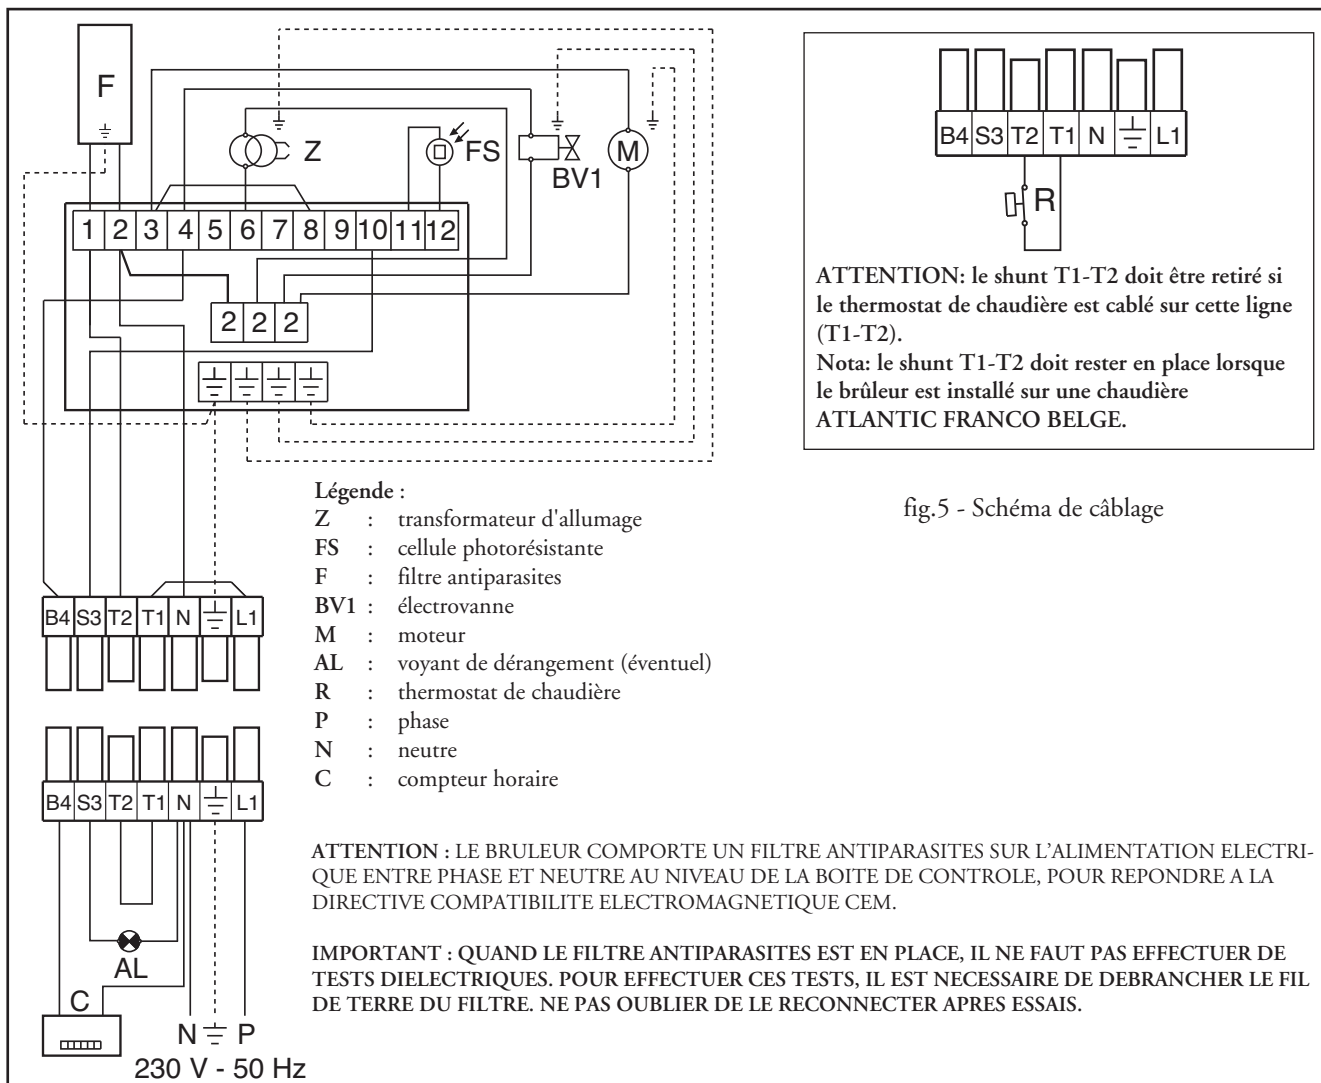 F
Z
FS
BV1
M
1 2 3 4 5 6 7 8 9 10 11 12
2 2 2
B4 S3 T2 T1 N L1
B4 S3 T2 T1 N L1
AL
C
N P
230 V - 50 Hz
Légende :
Z : transformateur d'allumage
FS : cellule photorésistante
F : filtre antiparasites
BV1 : électrovanne
M : moteur
AL : voyant de dérangement (éventuel)
R : thermostat de chaudière
P : phase
N : neutre
C : compteur horaire
B4 S3 T2 T1 N L1
R
ATTENTION: le shunt T1-T2 doit être retiré si
le thermostat de chaudière est cablé sur cette ligne
(T1-T2).
Nota: le shunt T1-T2 doit rester en place lorsque
le brûleur est installé sur une chaudière
ATLANTIC FRANCO BELGE.
fig.5 - Schéma de câblage
ATTENTION : LE BRULEUR COMPORTE UN FILTRE ANTIPARASITES SUR L'ALIMENTATION ELECTRI-
QUE ENTRE PHASE ET NEUTRE AU NIVEAU DE LA BOITE DE CONTROLE, POUR REPONDRE A LA
DIRECTIVE COMPATIBILITE ELECTROMAGNETIQUE CEM.
IMPORTANT : QUAND LE FILTRE ANTIPARASITES EST EN PLACE, IL NE FAUT PAS EFFECTUER DE
TESTS DIELECTRIQUES. POUR EFFECTUER CES TESTS, IL EST NECESSAIRE DE DEBRANCHER LE FIL
DE TERRE DU FILTRE. NE PAS OUBLIER DE LE RECONNECTER APRES ESSAIS.